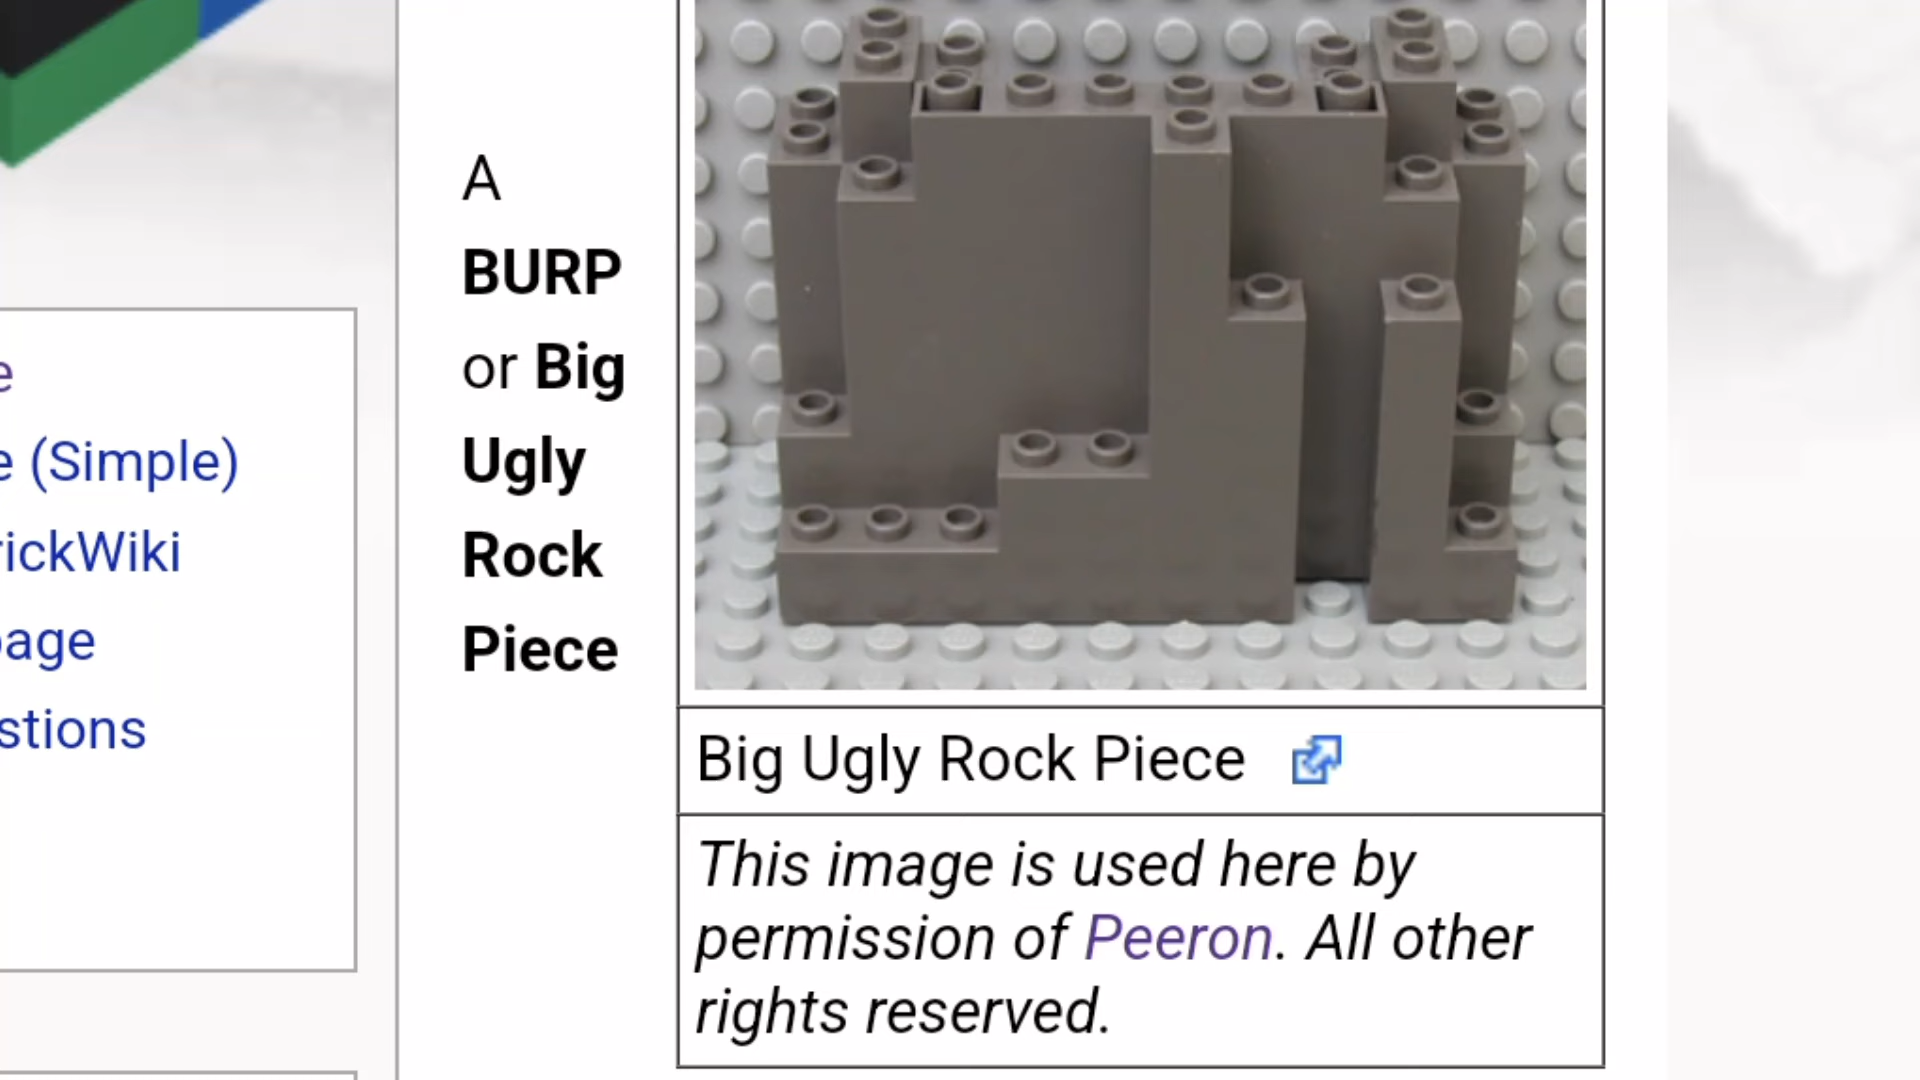 A
BURP
or Big
Ugly
Rock
Piece
e
e (Simple)
rickWiki
page
stions
Big Ugly Rock Piece
This image is used here by
permission of Peeron. All other
rights reserved.